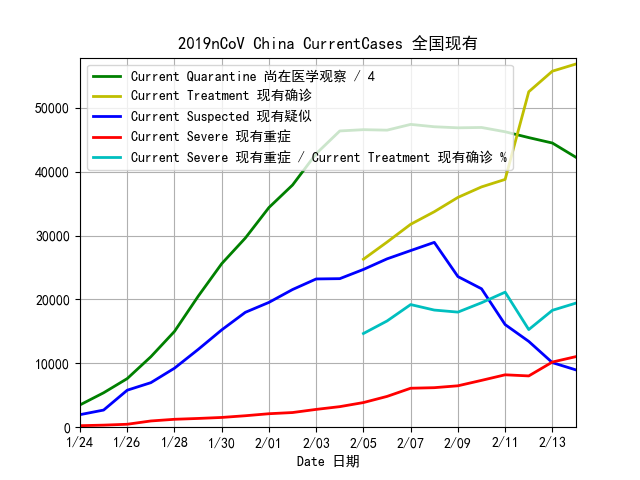 2019nCoV China CurrentCases 全国现有
Current Quarantine 尚在医学观察 / 4
Current Treatment 现有确诊
Current Suspected 现有疑似
Current Severe 现有重症
Current Severe 现有重症 / Current Treatment 现有确诊 %
50000
40000
30000
20000
10000
0
1/24 1/26 1/28 1/30 2/01 2/03 2/05 2/07 2/09 2/11 2/13
Date 日期